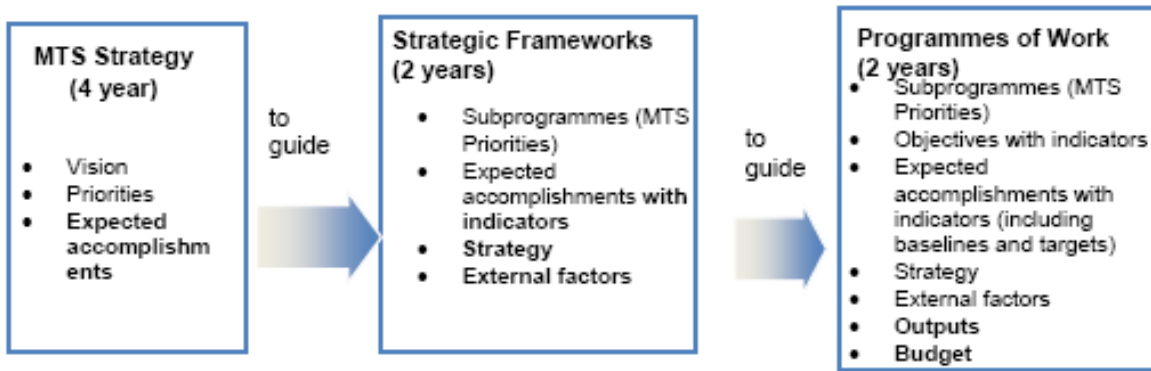 MTS Strategy
(4 year)
• Vision
• Priorities
• Expected
accomplishm
ents
to
guide
Strategic Frameworks
(2 years)
• Subprogrammes (MTS
Priorities)
• Expected
accomplishments with
indicators
• Strategy
• External factors
to
guide
Programmes of Work
(2 years)
• Subprogrammes (MTS
Priorities)
• Objectives with indicators
• Expected
accomplishments with
indicators (including
baselines and targets)
• Strategy
• External factors
• Outputs
• Budget